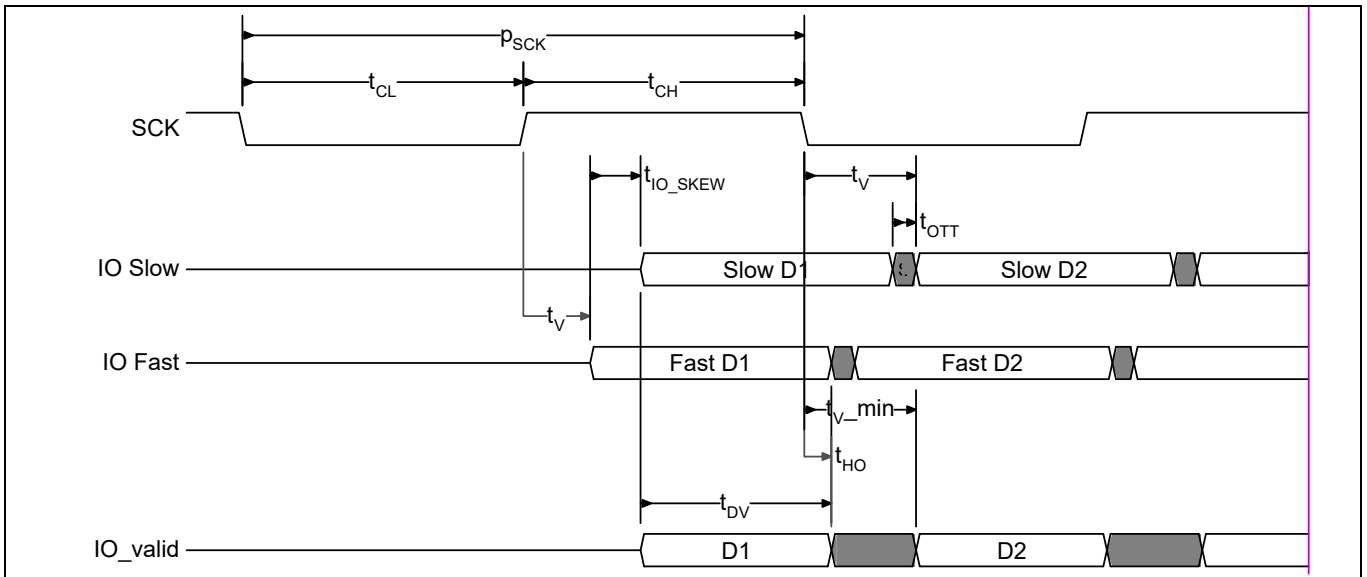 pSCK
tCL
tCH
SCK
tIO_SKEW
tV
tOTT
IO Slow
Slow D1
S.
Slow D2
tV
IO Fast
Fast D1
Fast D2
tV_min
tHO
tDV
IO_valid
D1
D2